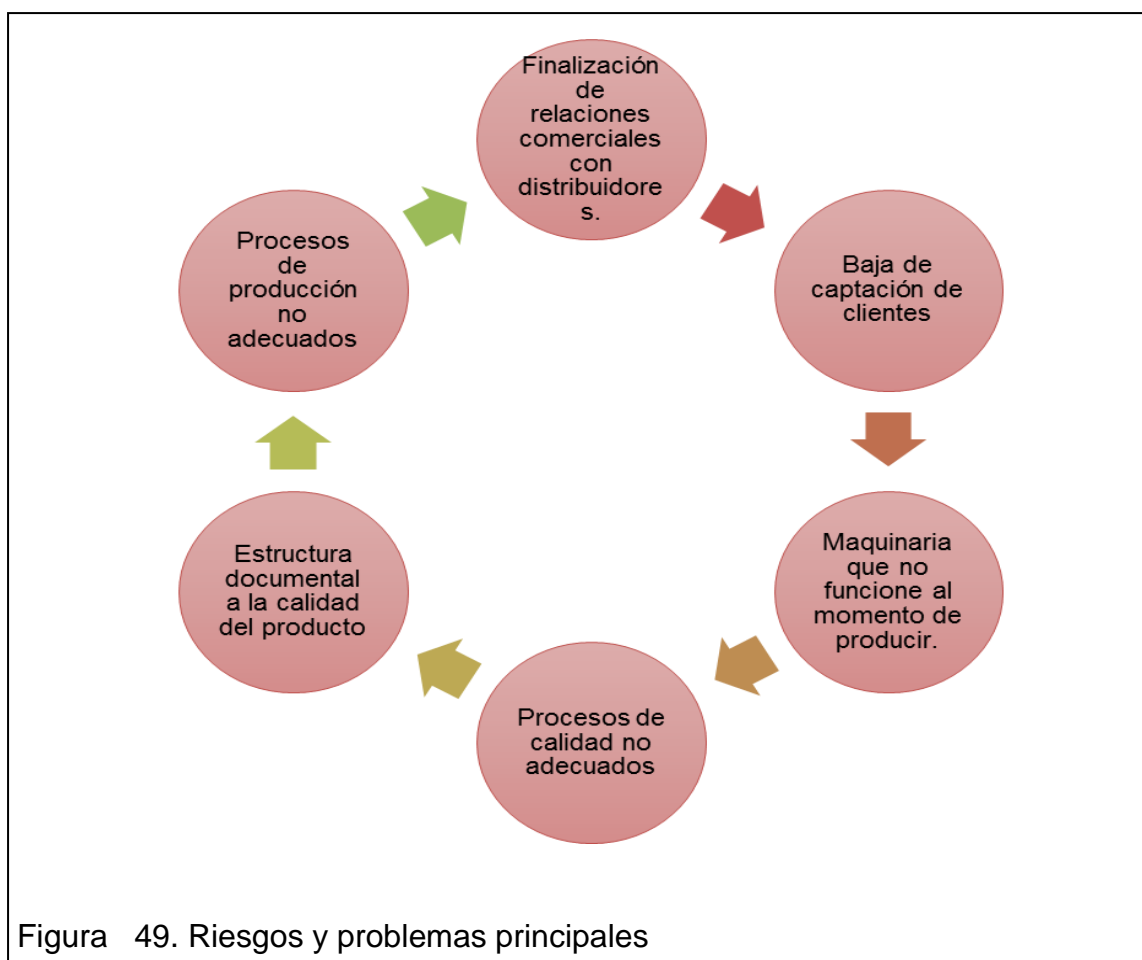 Finalización
de
relaciones
comerciales
con
distribuidore
s.
Baja de
captación de
clientes
Maquinaria
que no
funcione al
momento de
producir.
Procesos de
calidad no
adecuados
Estructura
documental
a la calidad
del producto
Procesos
de
producción
no
adecuados
Figura 49. Riesgos y problemas principales